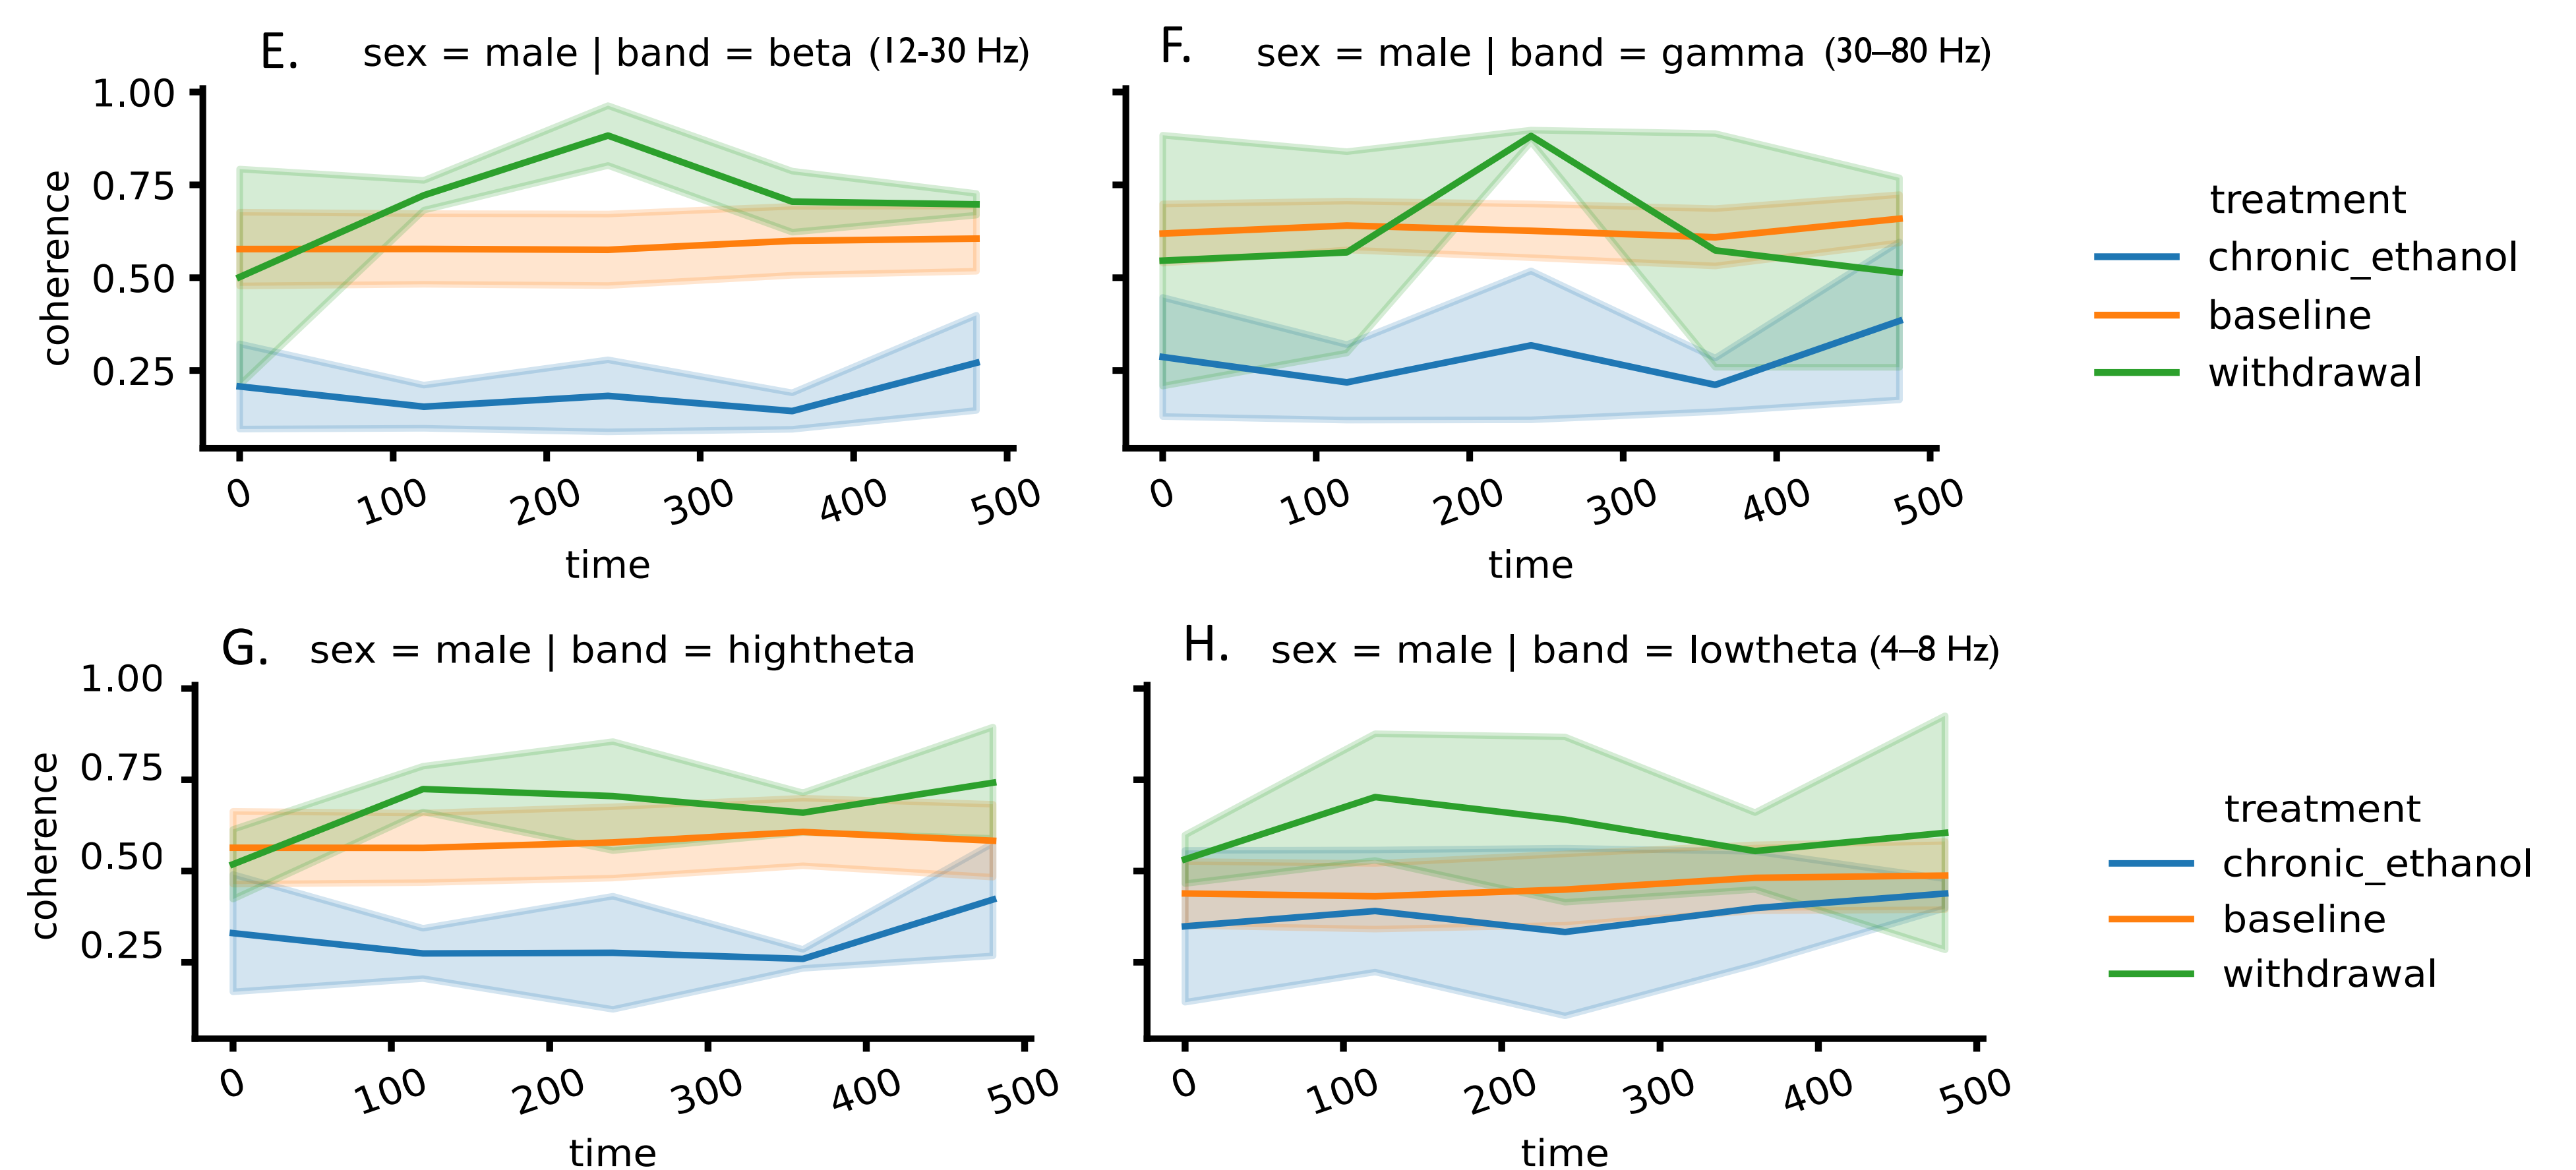 E. sex = male | band = beta (12-30 Hz)
coherence
1.00
0.75
0.50
0.25
0 100 200 300 400 500
time
F. sex = male | band = gamma (30–80 Hz)
0 100 200 300 400 500
time
treatment
chronic_ethanol
baseline
withdrawal
G. sex = male | band = hightheta
coherence
1.00
0.75
0.50
0.25
0 100 200 300 400 500
time
H. sex = male | band = lowtheta (4–8 Hz)
0 100 200 300 400 500
time
treatment
chronic_ethanol
baseline
withdrawal